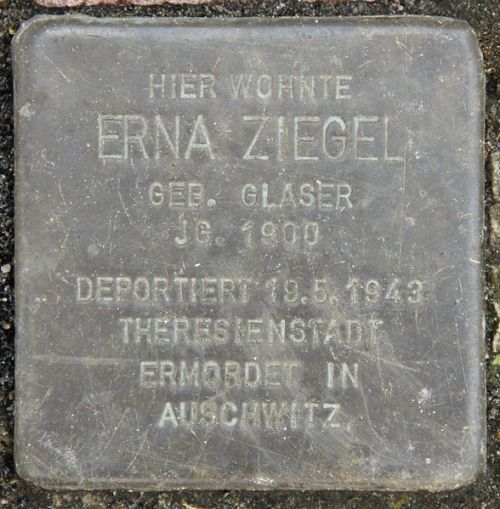 HIER WOHNTE
ERNA ZIEGEL
GEB. GLASER
JG. 1900
DEPORTIERT 19.5.1943
THERESIENSTADT
ERMORDET IN
AUSCHWITZ